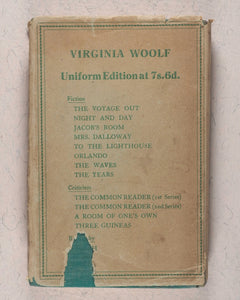 VIRGINIA WOOLF
Uniform Edition at 7s.6d.
Fiction
THE VOYAGE OUT
NIGHT AND DAY
JACOB'S ROOM
MRS. DALLOWAY
TO THE LIGHTHOUSE
ORLANDO
THE WAVES
THE YEARS
Criticism
THE COMMON READER (1st Series)
THE COMMON READER (2nd Series)
A ROOM OF ONE'S OWN
THREE GUINEAS